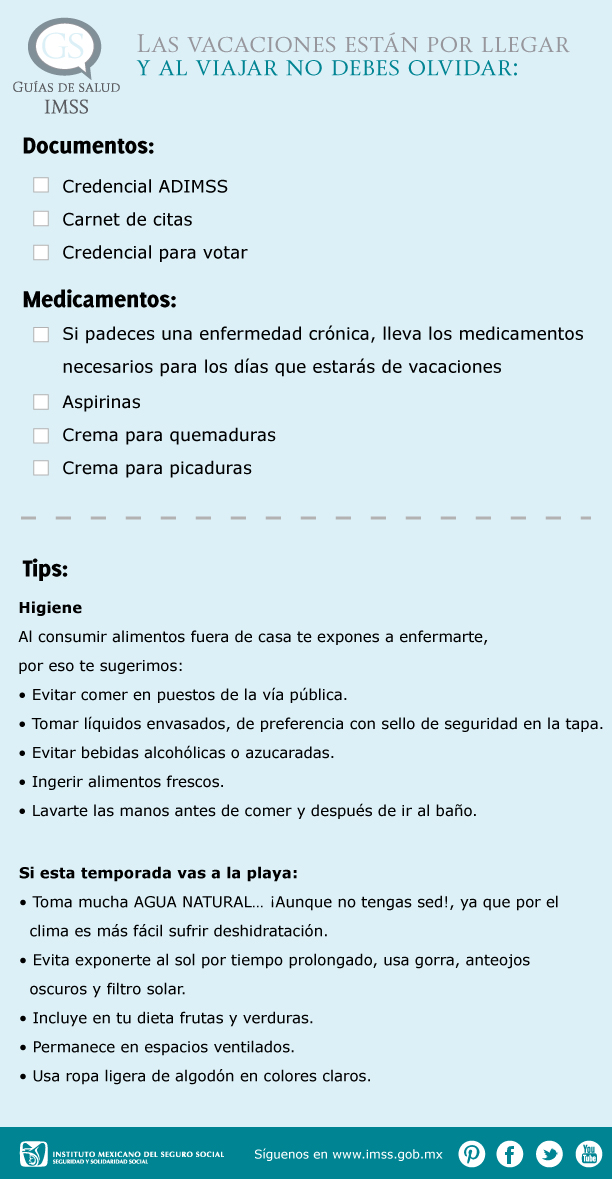 GS
GUÍAS DE SALUD
IMSS
LAS VACACIONES ESTÁN POR LLEGAR
Y AL VIAJAR NO DEBES OLVIDAR:
Documentos:
Credencial ADIMSS
Carnet de citas
Credencial para votar
Medicamentos:
Si padeces una enfermedad crónica, lleva los medicamentos
necesarios para los días que estarás de vacaciones
Aspirinas
Crema para quemaduras
Crema para picaduras
Tips:
Higiene
Al consumir alimentos fuera de casa te expones a enfermarte,
por eso te sugerimos:
• Evitar comer en puestos de la vía pública.
• Tomar líquidos envasados, de preferencia con sello de seguridad en la tapa.
• Evitar bebidas alcohólicas o azucaradas.
• Ingerir alimentos frescos.
• Lavarte las manos antes de comer y después de ir al baño.
Si esta temporada vas a la playa:
• Toma mucha AGUA NATURAL... ¡Aunque no tengas sed!, ya que por el
clima es más fácil sufrir deshidratación.
• Evita exponerte al sol por tiempo prolongado, usa gorra, anteojos
oscuros y filtro solar.
• Incluye en tu dieta frutas y verduras.
• Permanece en espacios ventilados.
• Usa ropa ligera de algodón en colores claros.
INSTITUTO MEXICANO DEL SEGURO SOCIAL
SEGURIDAD Y SOLIDARIDAD SOCIAL
Síguenos en www.imss.gob.mx
You
Tube